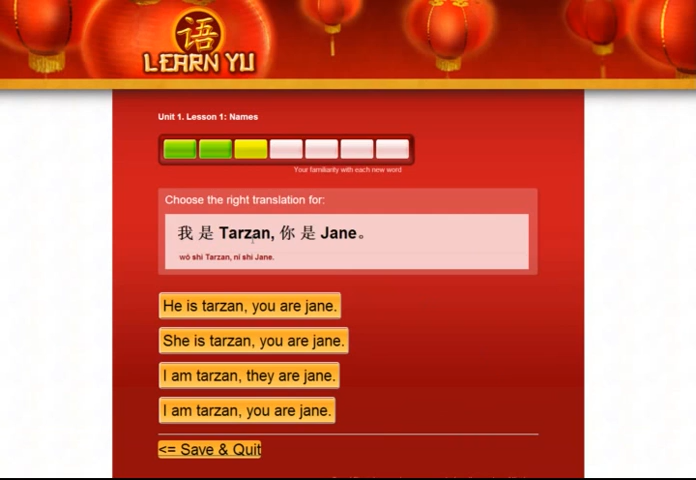 语
LEARN YU
Unit 1. Lesson 1: Names
Your familiarity with each new word
Choose the right translation for:
我 是 Tarzan, 你 是 Jane。
wǒ shì Tarzan, nǐ shì Jane.
He is tarzan, you are jane.
She is tarzan, you are jane.
I am tarzan, they are jane.
I am tarzan, you are jane.
<= Save & Quit